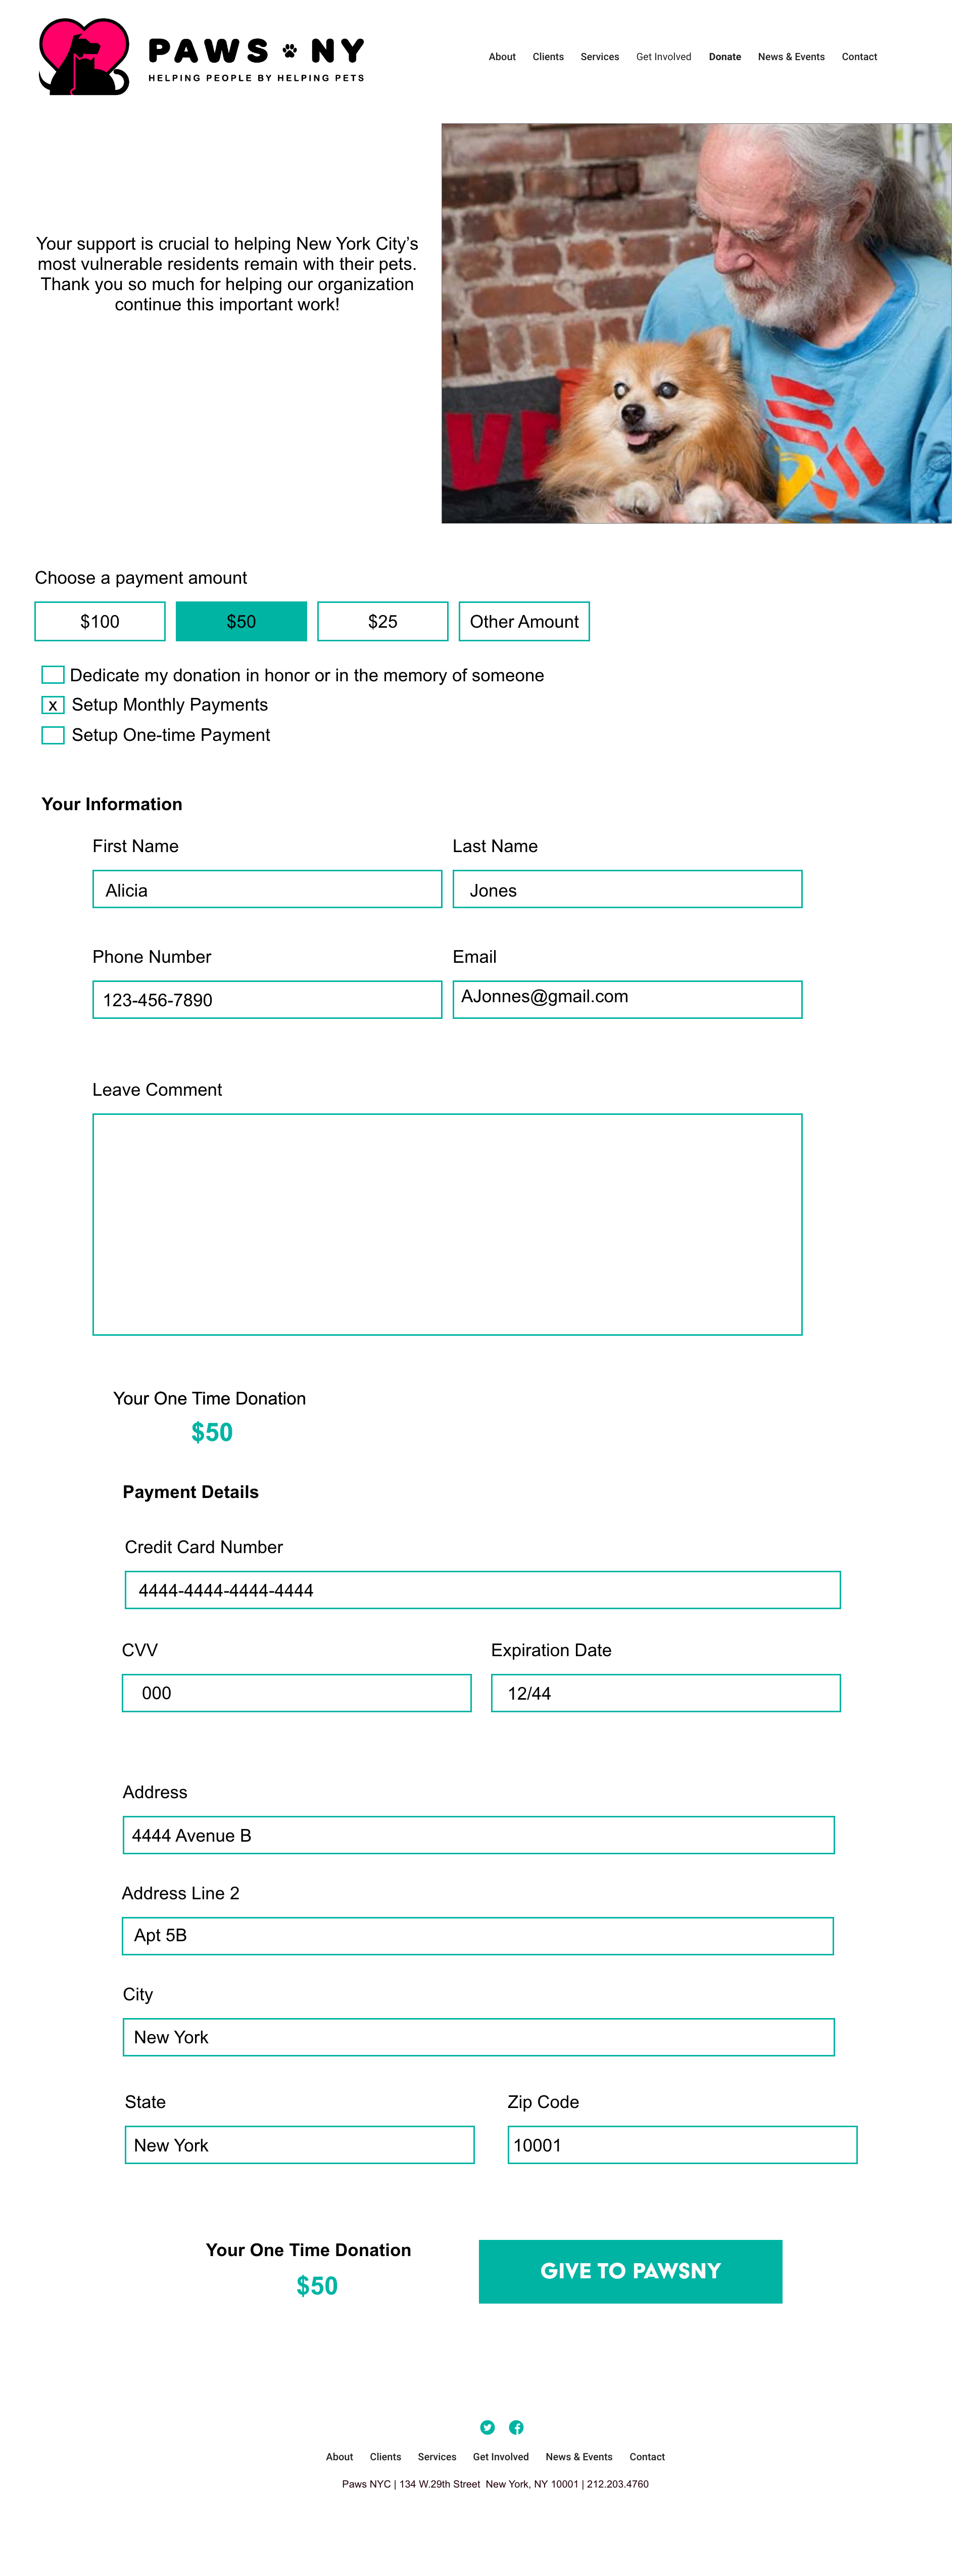 PAWS NY
HELPING PEOPLE BY HELPING PETS
About Clients Services Get Involved Donate News & Events Contact
Your support is crucial to helping New York City's
most vulnerable residents remain with their pets.
Thank you so much for helping our organization
continue this important work!
Choose a payment amount
$100 $50 $25 Other Amount
Dedicate my donation in honor or in the memory of someone
x Setup Monthly Payments
Setup One-time Payment
Your Information
First Name Last Name
Alicia Jones
Phone Number Email
123-456-7890 AJonnes@gmail.com
Leave Comment
Your One Time Donation
$50
Payment Details
Credit Card Number
4444-4444-4444-4444
CVV Expiration Date
000 12/44
Address
4444 Avenue B
Address Line 2
Apt 5B
City
New York
State Zip Code
New York 10001
Your One Time Donation
$50
GIVE TO PAWSNY
About Clients Services Get Involved News & Events Contact
Paws NYC | 134 W.29th Street New York, NY 10001 | 212.203.4760